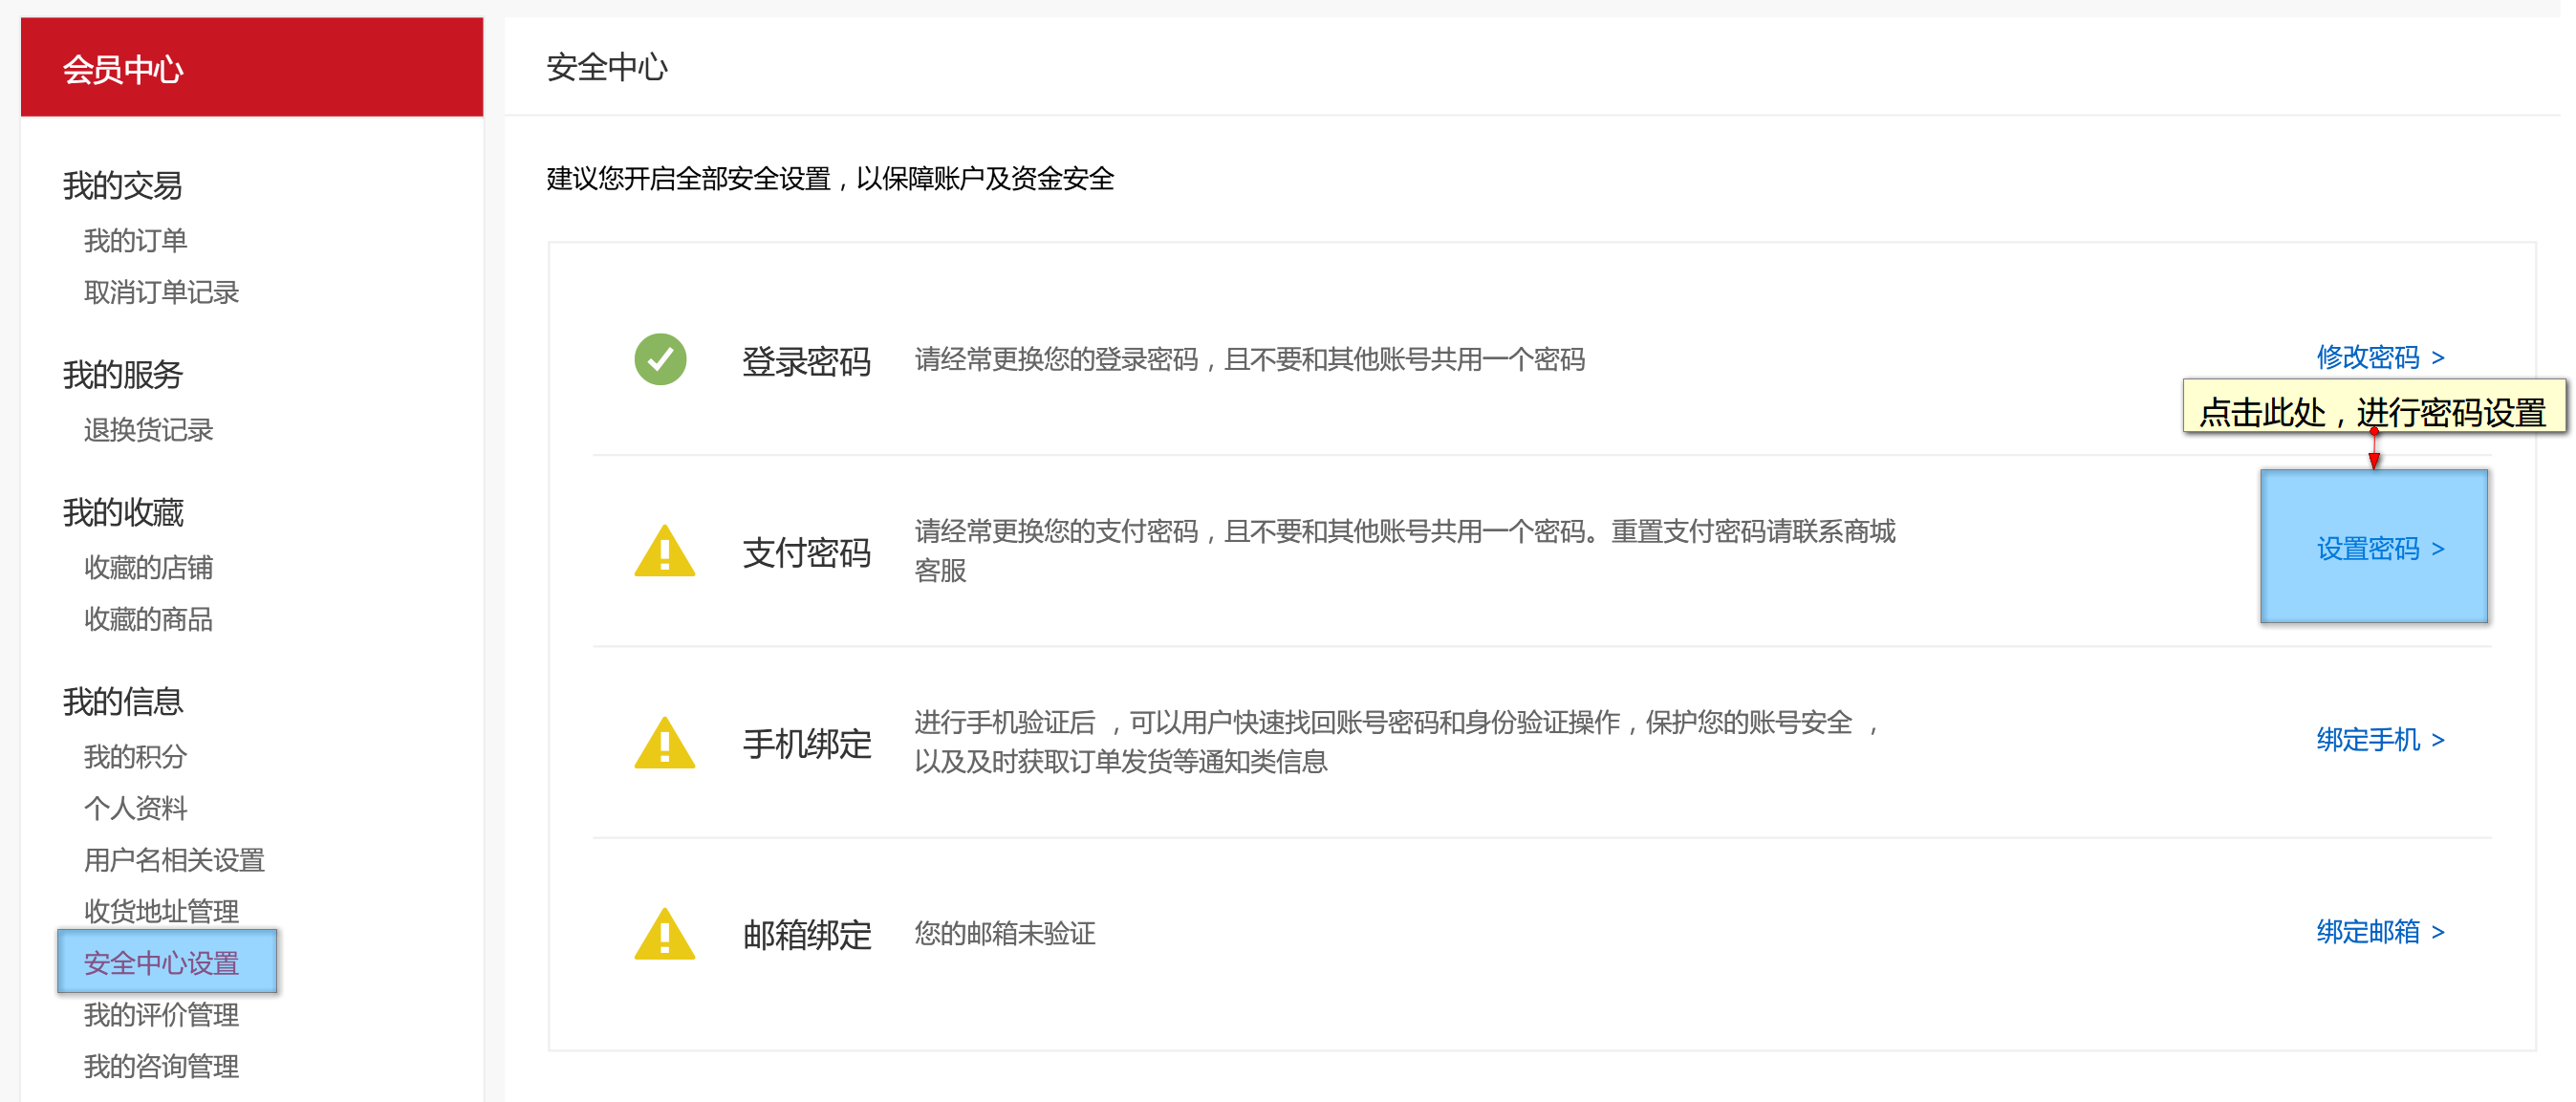 会员中心
我的交易
我的订单
取消订单记录
我的服务
退换货记录
我的收藏
收藏的店铺
收藏的商品
我的信息
我的积分
个人资料
用户名相关设置
收货地址管理
安全中心设置
我的评价管理
我的咨询管理
安全中心
建议您开启全部安全设置，以保障账户及资金安全
登录密码 请经常更换您的登录密码，且不要和其他账号共用一个密码 修改密码 >
点击此处，进行密码设置
支付密码 请经常更换您的支付密码，且不要和其他账号共用一个密码。重置支付密码请联系商城
客服
设置密码 >
手机绑定 进行手机验证后 ，可以用户快速找回账号密码和身份验证操作，保护您的账号安全 ，
以及及时获取订单发货等通知类信息
绑定手机 >
邮箱绑定 您的邮箱未验证 绑定邮箱 >